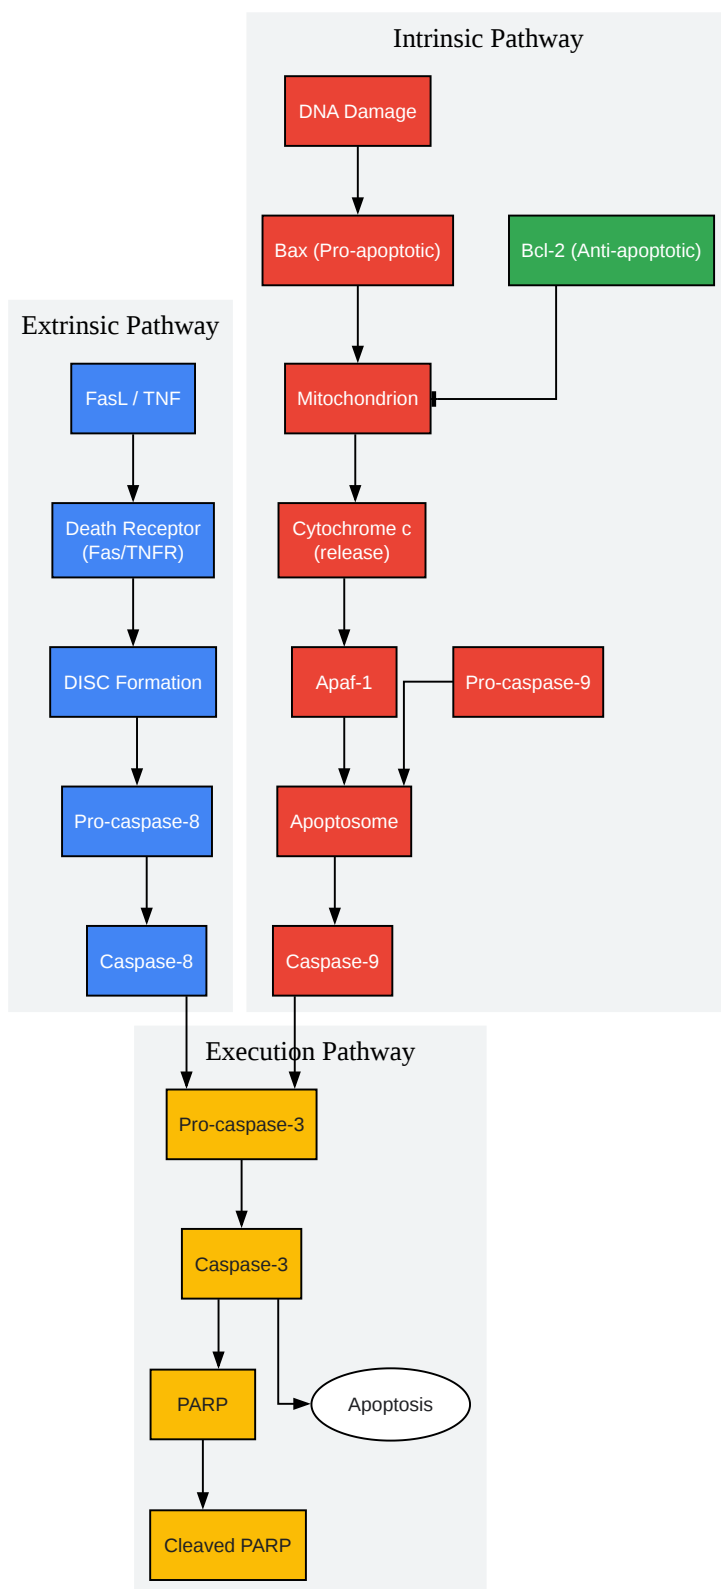 Intrinsic Pathway
DNA Damage
Bax (Pro-apoptotic)
Bcl-2 (Anti-apoptotic)
Extrinsic Pathway
FasL / TNF
Mitochondrion
Death Receptor
(Fas/TNFR)
Cytochrome c
(release)
DISC Formation
Apaf-1
Pro-caspase-9
Pro-caspase-8
Apoptosome
Caspase-8
Caspase-9
Execution Pathway
Pro-caspase-3
Caspase-3
PARP
Apoptosis
Cleaved PARP